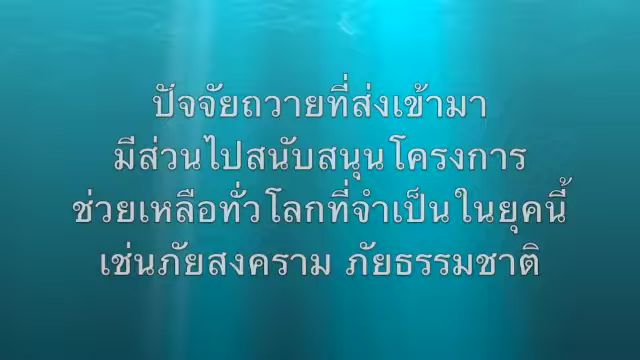 ปัจจัยถวายที่ส่งเข้ามา
มีส่วนไปสนับสนุนโครงการ
ช่วยเหลือทั่วโลกที่จำเป็นในยุคนี้
เช่นภัยสงคราม ภัยธรรมชาติ